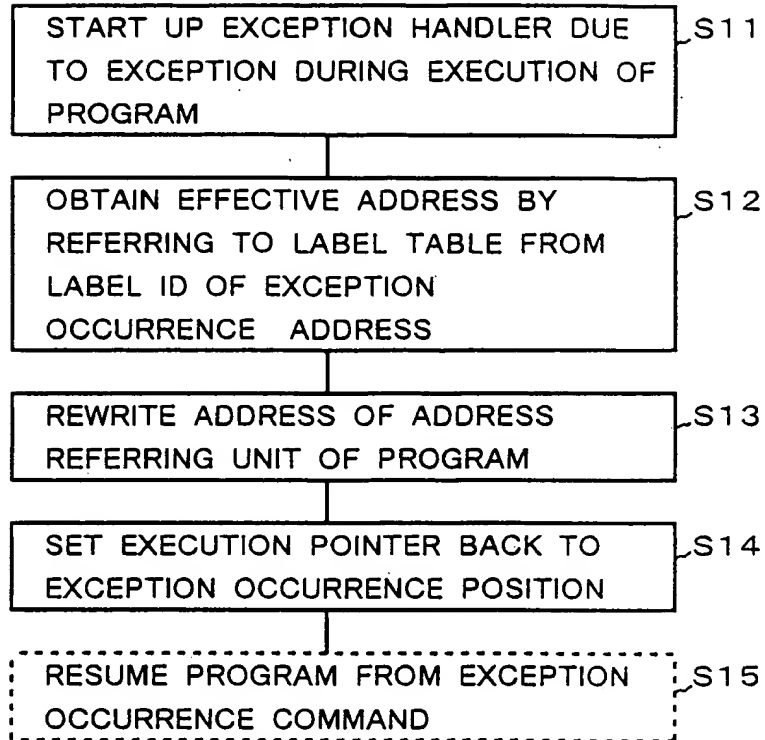 START UP EXCEPTION HANDLER DUE S11
TO EXCEPTION DURING EXECUTION OF
PROGRAM
OBTAIN EFFECTIVE ADDRESS BY S12
REFERRING TO LABEL TABLE FROM
LABEL ID OF EXCEPTION
OCCURRENCE ADDRESS
REWRITE ADDRESS OF ADDRESS S13
REFERRING UNIT OF PROGRAM
SET EXECUTION POINTER BACK TO S14
EXCEPTION OCCURRENCE POSITION
RESUME PROGRAM FROM EXCEPTION S15
OCCURRENCE COMMAND